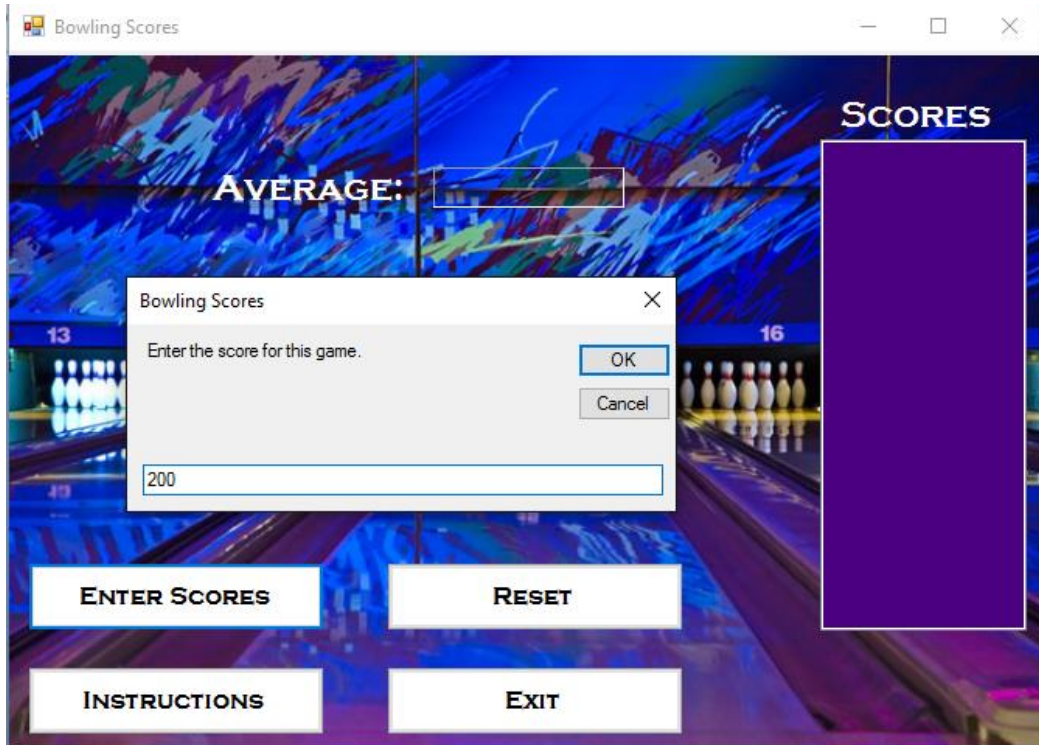 Bowling Scores
SCORES
AVERAGE:
Bowling Scores
Enter the score for this game.
OK
Cancel
200
13
16
ENTER SCORES
RESET
INSTRUCTIONS
EXIT